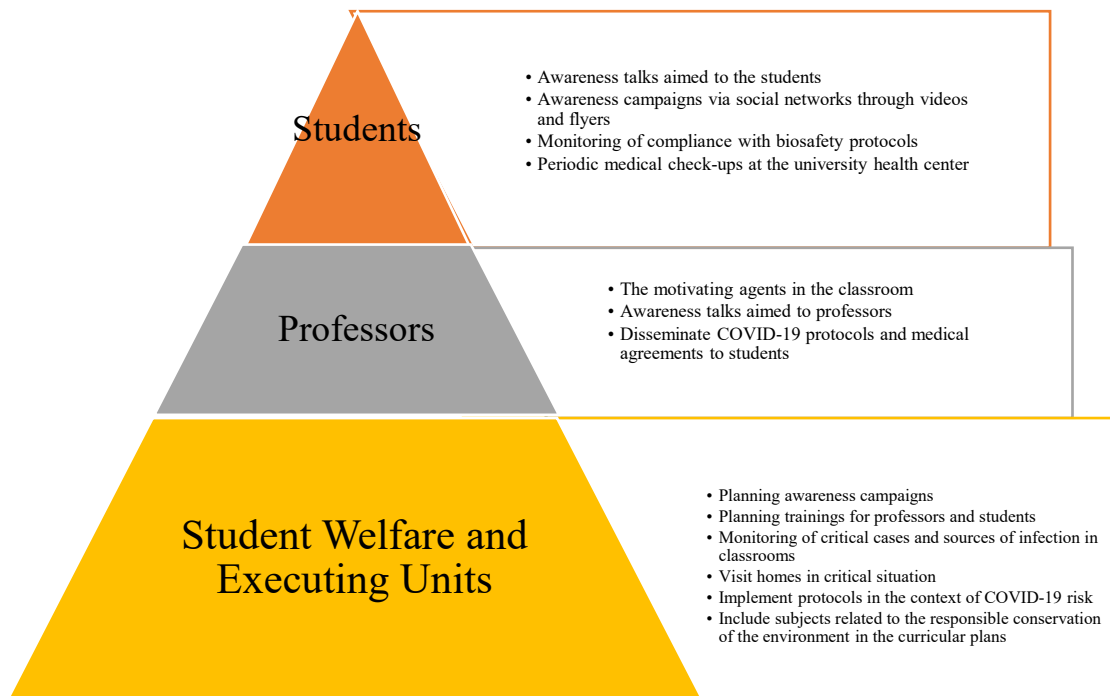 Students
• Awareness talks aimed to the students
• Awareness campaigns via social networks through videos
and flyers
• Monitoring of compliance with biosafety protocols
• Periodic medical check-ups at the university health center
Professors
• The motivating agents in the classroom
• Awareness talks aimed to professors
• Disseminate COVID-19 protocols and medical
agreements to students
Student Welfare and
Executing Units
• Planning awareness campaigns
• Planning trainings for professors and students
• Monitoring of critical cases and sources of infection in
classrooms
• Visit homes in critical situation
• Implement protocols in the context of COVID-19 risk
• Include subjects related to the responsible conservation
of the environment in the curricular plans